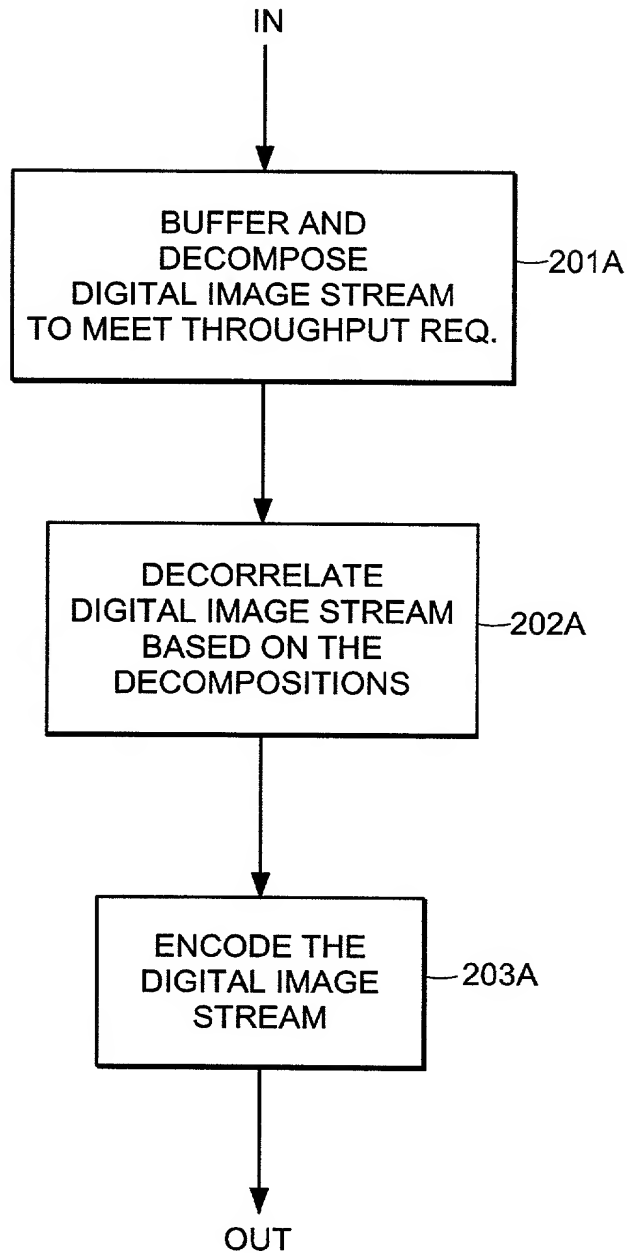 IN
BUFFER AND
DECOMPOSE
DIGITAL IMAGE STREAM
TO MEET THROUGHPUT REQ.
201A
DECORRELATE
DIGITAL IMAGE STREAM
BASED ON THE
DECOMPOSITIONS
202A
ENCODE THE
DIGITAL IMAGE
STREAM
203A
OUT